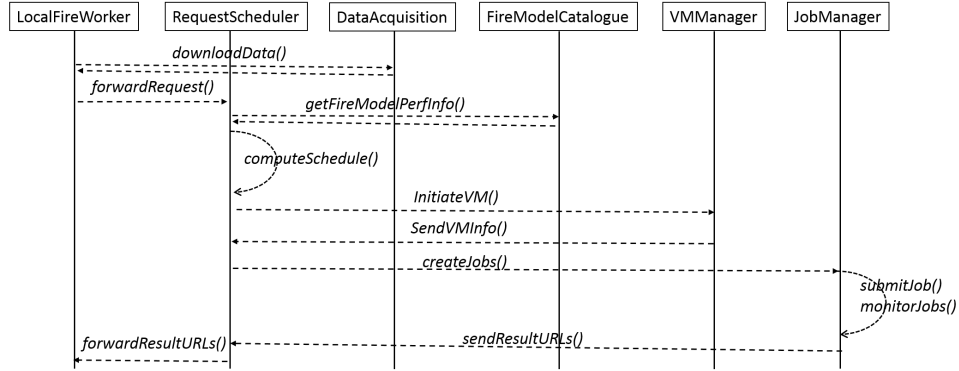 LocalFireWorker RequestScheduler DataAcquisition FireModelCatalogue VMManager JobManager
downloadData()
forwardRequest()
getFireModelPerfInfo()
computeSchedule()
InitiateVM()
SendVMInfo()
createJobs()
submitJob()
monitorJobs()
forwardResultURLs() sendResultURLs()